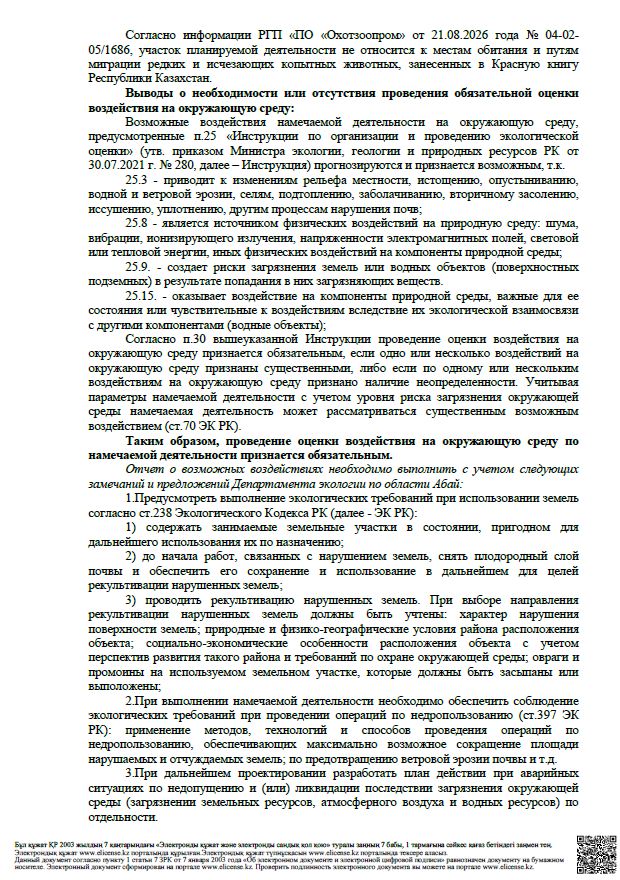 Согласно информации РГП «ПО «Охотзоопром» от 21.08.2026 года № 04-02-
05/1686, участок планируемой деятельности не относится к местам обитания и путям
миграции редких и исчезающих копытных животных, занесенных в Красную книгу
Республики Казахстан.
Выводы о необходимости или отсутствия проведения обязательной оценки
воздействия на окружающую среду:
Возможные воздействия намечаемой деятельности на окружающую среду,
предусмотренные п.25 «Инструкции по организации и проведению экологической
оценки» (утв. приказом Министра экологии, геологии и природных ресурсов РК от
30.07.2021 г. № 280, далее – Инструкция) прогнозируются и признается возможным, т.к.
25.3 - приводит к изменениям рельефа местности, истощению, опустыниванию,
водной и ветровой эрозии, селям, подтоплению, заболачиванию, вторичному засолению,
иссушению, уплотнению, другим процессам нарушения почв;
25.8 - является источником физических воздействий на природную среду: шума,
вибрации, ионизирующего излучения, напряженности электромагнитных полей, световой
или тепловой энергии, иных физических воздействий на компоненты природной среды;
25.9. - создает риски загрязнения земель или водных объектов (поверхностных
подземных) в результате попадания в них загрязняющих веществ.
25.15. - оказывает воздействие на компоненты природной среды, важные для ее
состояния или чувствительные к воздействиям вследствие их экологической взаимосвязи
с другими компонентами (водные объекты);
Согласно п.30 вышеуказанной Инструкции проведение оценки воздействия на
окружающую среду признается обязательным, если одно или несколько воздействий на
окружающую среду признаны существенными, либо если по одному или нескольким
воздействиям на окружающую среду признано наличие неопределенности. Учитывая
параметры намечаемой деятельности с учетом уровня риска загрязнения окружающей
среды намечаемая деятельность может рассматриваться существенным возможным
воздействием (ст.70 ЭК РК).
Таким образом, проведение оценки воздействия на окружающую среду по
намечаемой деятельности признается обязательным.
Отчет о возможных воздействиях необходимо выполнить с учетом следующих
замечаний и предложений Департамента экологии по области Абай:
1.Предусмотреть выполнение экологических требований при использовании земель
согласно ст.238 Экологического Кодекса РК (далее - ЭК РК):
1) содержать занимаемые земельные участки в состоянии, пригодном для
дальнейшего использования их по назначению;
2) до начала работ, связанных с нарушением земель, снять плодородный слой
почвы и обеспечить его сохранение и использование в дальнейшем для целей
рекультивации нарушенных земель;
3) проводить рекультивацию нарушенных земель. При выборе направления
рекультивации нарушенных земель должны быть учтены: характер нарушения
поверхности земель; природные и физико-географические условия района расположения
объекта; социально-экономические особенности расположения объекта с учетом
перспектив развития такого района и требований по охране окружающей среды; овраги и
промоины на используемом земельном участке, которые должны быть засыпаны или
выположены;
2.При выполнении намечаемой деятельности необходимо обеспечить соблюдение
экологических требований при проведении операций по недропользованию (ст.397 ЭК
РК): применение методов, технологий и способов проведения операций по
недропользованию, обеспечивающих максимально возможное сокращение площади
нарушаемых и отчуждаемых земель; по предотвращению ветровой эрозии почвы и т.д.
3.При дальнейшем проектировании разработать план действии при аварийных
ситуациях по недопущению и (или) ликвидации последствии загрязнения окружающей
среды (загрязнении земельных ресурсов, атмосферного воздуха и водных ресурсов) по
отдельности.
Бұл құжат ҚР 2003 жылдың 7 қаңтарындағы «Электронды құжат және электронды сандық қол қою» туралы заңның 7 бабы, 1 тармағына сәйкес қағаз бетіндегі заңмен тең.
Электрондық құжат www.elicense.kz порталында құрылған.Электрондық құжат түпнұсқасын www.elicense.kz порталында тексере аласыз.
Данный документ согласно пункту 1 статьи 7 ЗРК от 7 января 2003 года «Об электронном документе и электронной цифровой подписи» равнозначен документу на бумажном
носителе. Электронный документ сформирован на портале www.elicense.kz. Проверить подлинность электронного документа вы можете на портале www.elicense.kz.